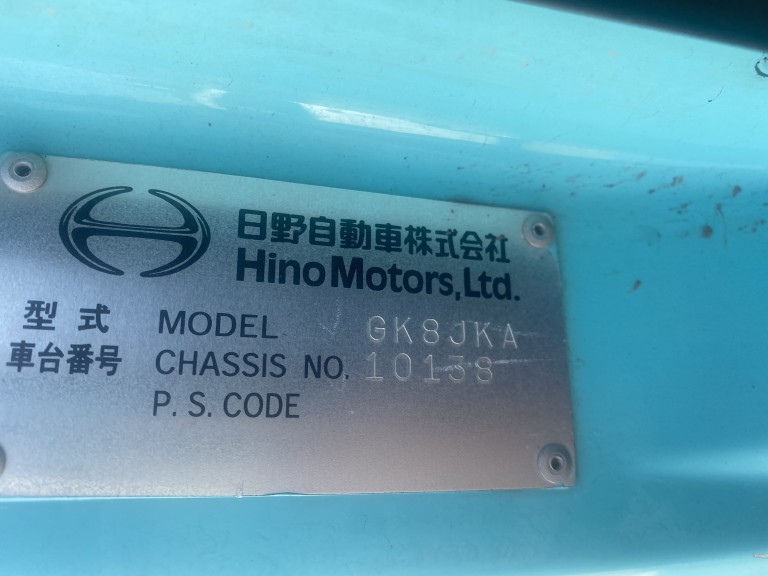 日野自動車株式会社
Hino Motors, Ltd.
型式 MODEL GK8JKA
車台番号 CHASSIS NO. 10138
P. S. CODE